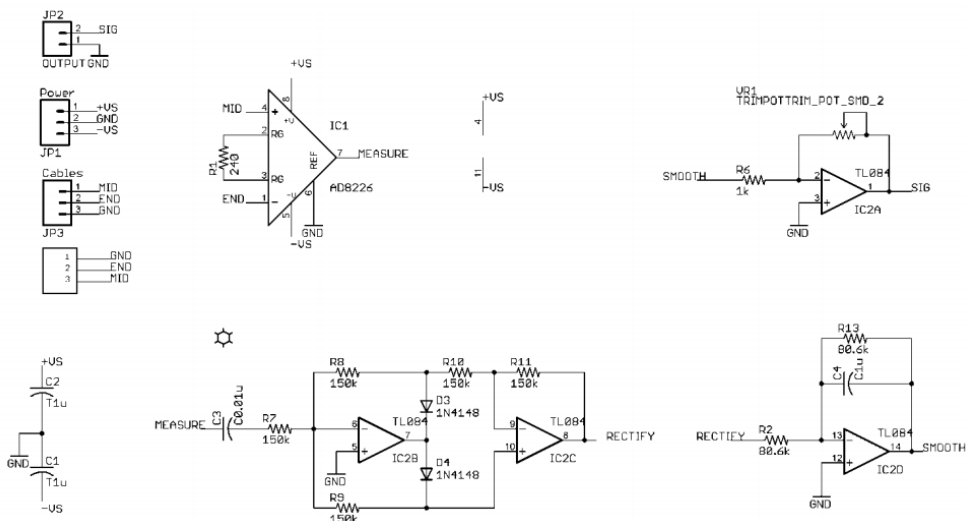 JP2
2 SIG
1
OUTPUT GND
Power
1 +VS
2 GND
3 -VS
JP1
Cables
1 MID
2 END
3 GND
JP3
1 GND
2 END
3 MID
+VS
8
MID 4 +
+V
IC1
2 RG
R1
240
REF
7 MEASURE
3 RG
AD8226
END 1 -
-V
6
5
GND
-VS
+VS
4
11
-VS
VR1
TRIMPOTTRIM_POT_SMD_2
SMOOTH
R6
1k
TL084
2 -
1
SIG
3 +
IC2A
GND
+VS
C2
T1u
GND
C1
T1u
-VS
MEASURE
C3
C0.01u
R7
150k
R8
150k
R10
150k
R11
150k
D3
1N4148
TL084
6 -
7
5 +
IC2B
GND
D4
1N4148
R9
150k
TL084
9 -
8
RECTIFY
10 +
IC2C
R13
80.6k
C4
C1u
RECTIFY
R2
80.6k
TL084
13 -
14
SMOOTH
12 +
IC2D
GND